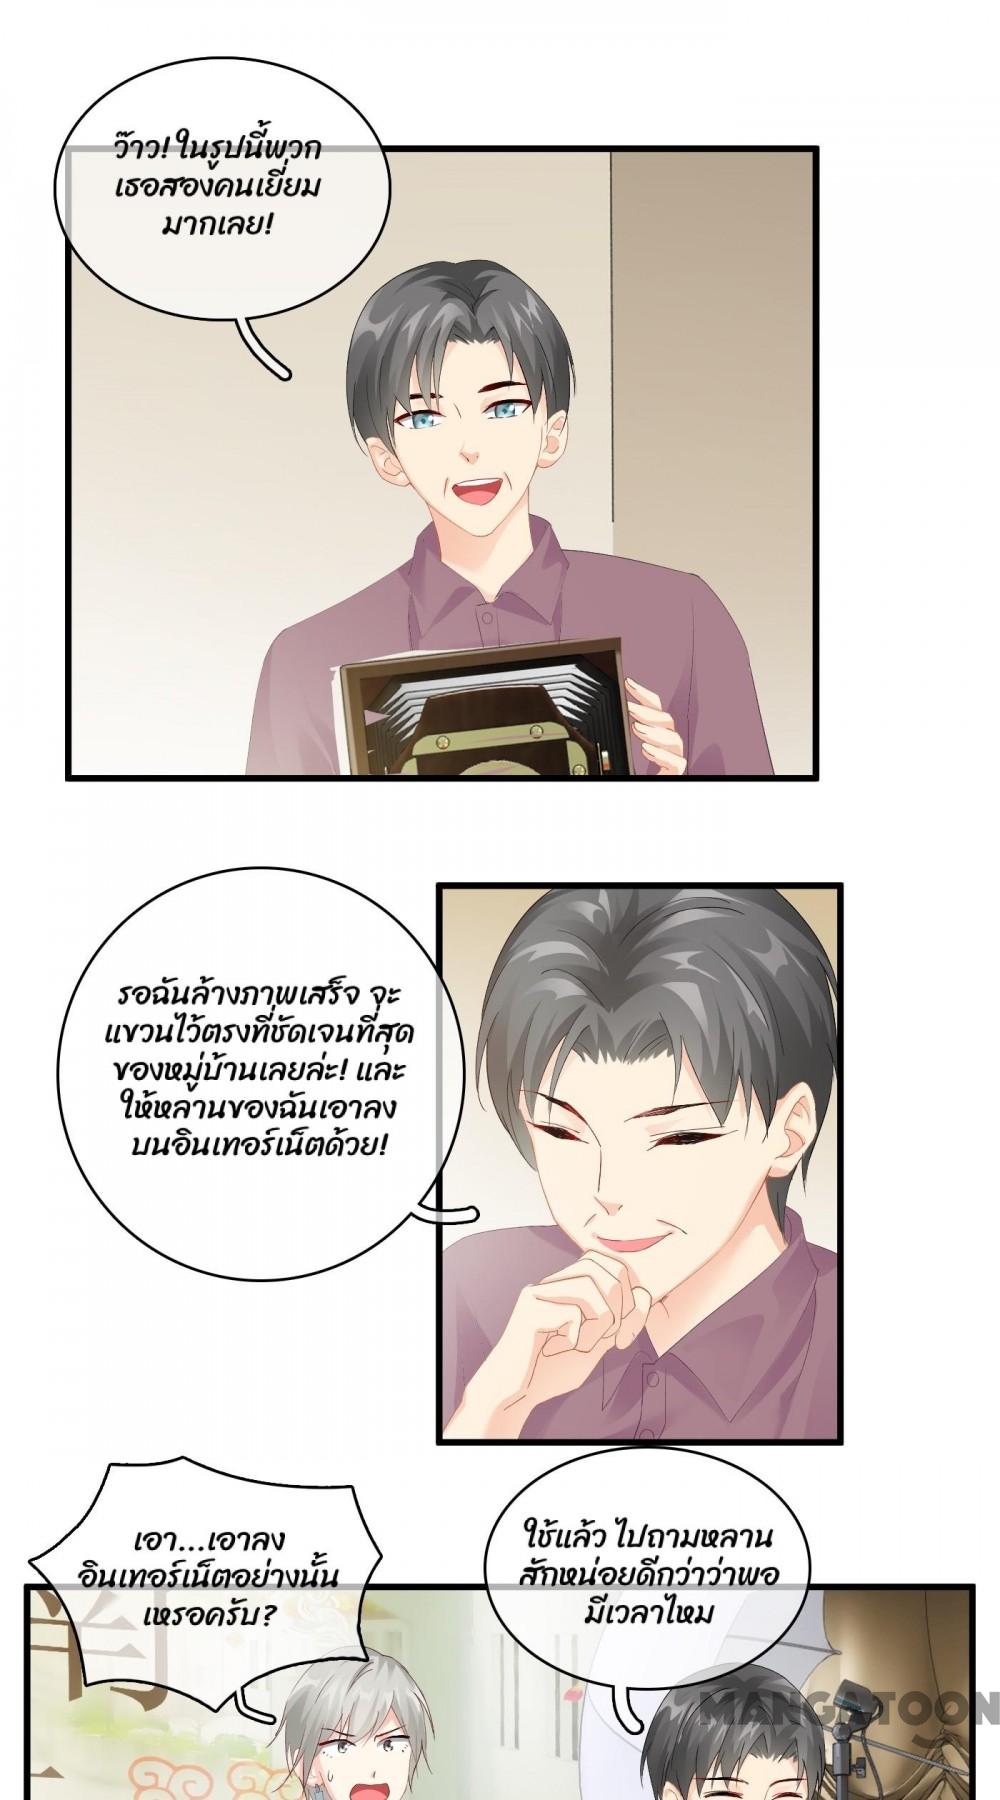 ว๊าว! ในรูปนี้พวก
เธอสองคนเยี่ยม
มากเลย!
รอฉันล้างภาพเสร็จ จะ
แขวนไว้ตรงที่ชัดเจนที่สุด
ของหมู่บ้านเลยล่ะ! และ
ให้หลานของฉันเอาลง
บนอินเทอร์เน็ตด้วย!
เอา...เอาลง
อินเทอร์เน็ตอย่างนั้น
เหรอครับ?
ใช้แล้ว ไปถามหลาน
สักหน่อยดีกว่าว่าพอ
มีเวลาไหม
MANGATOON